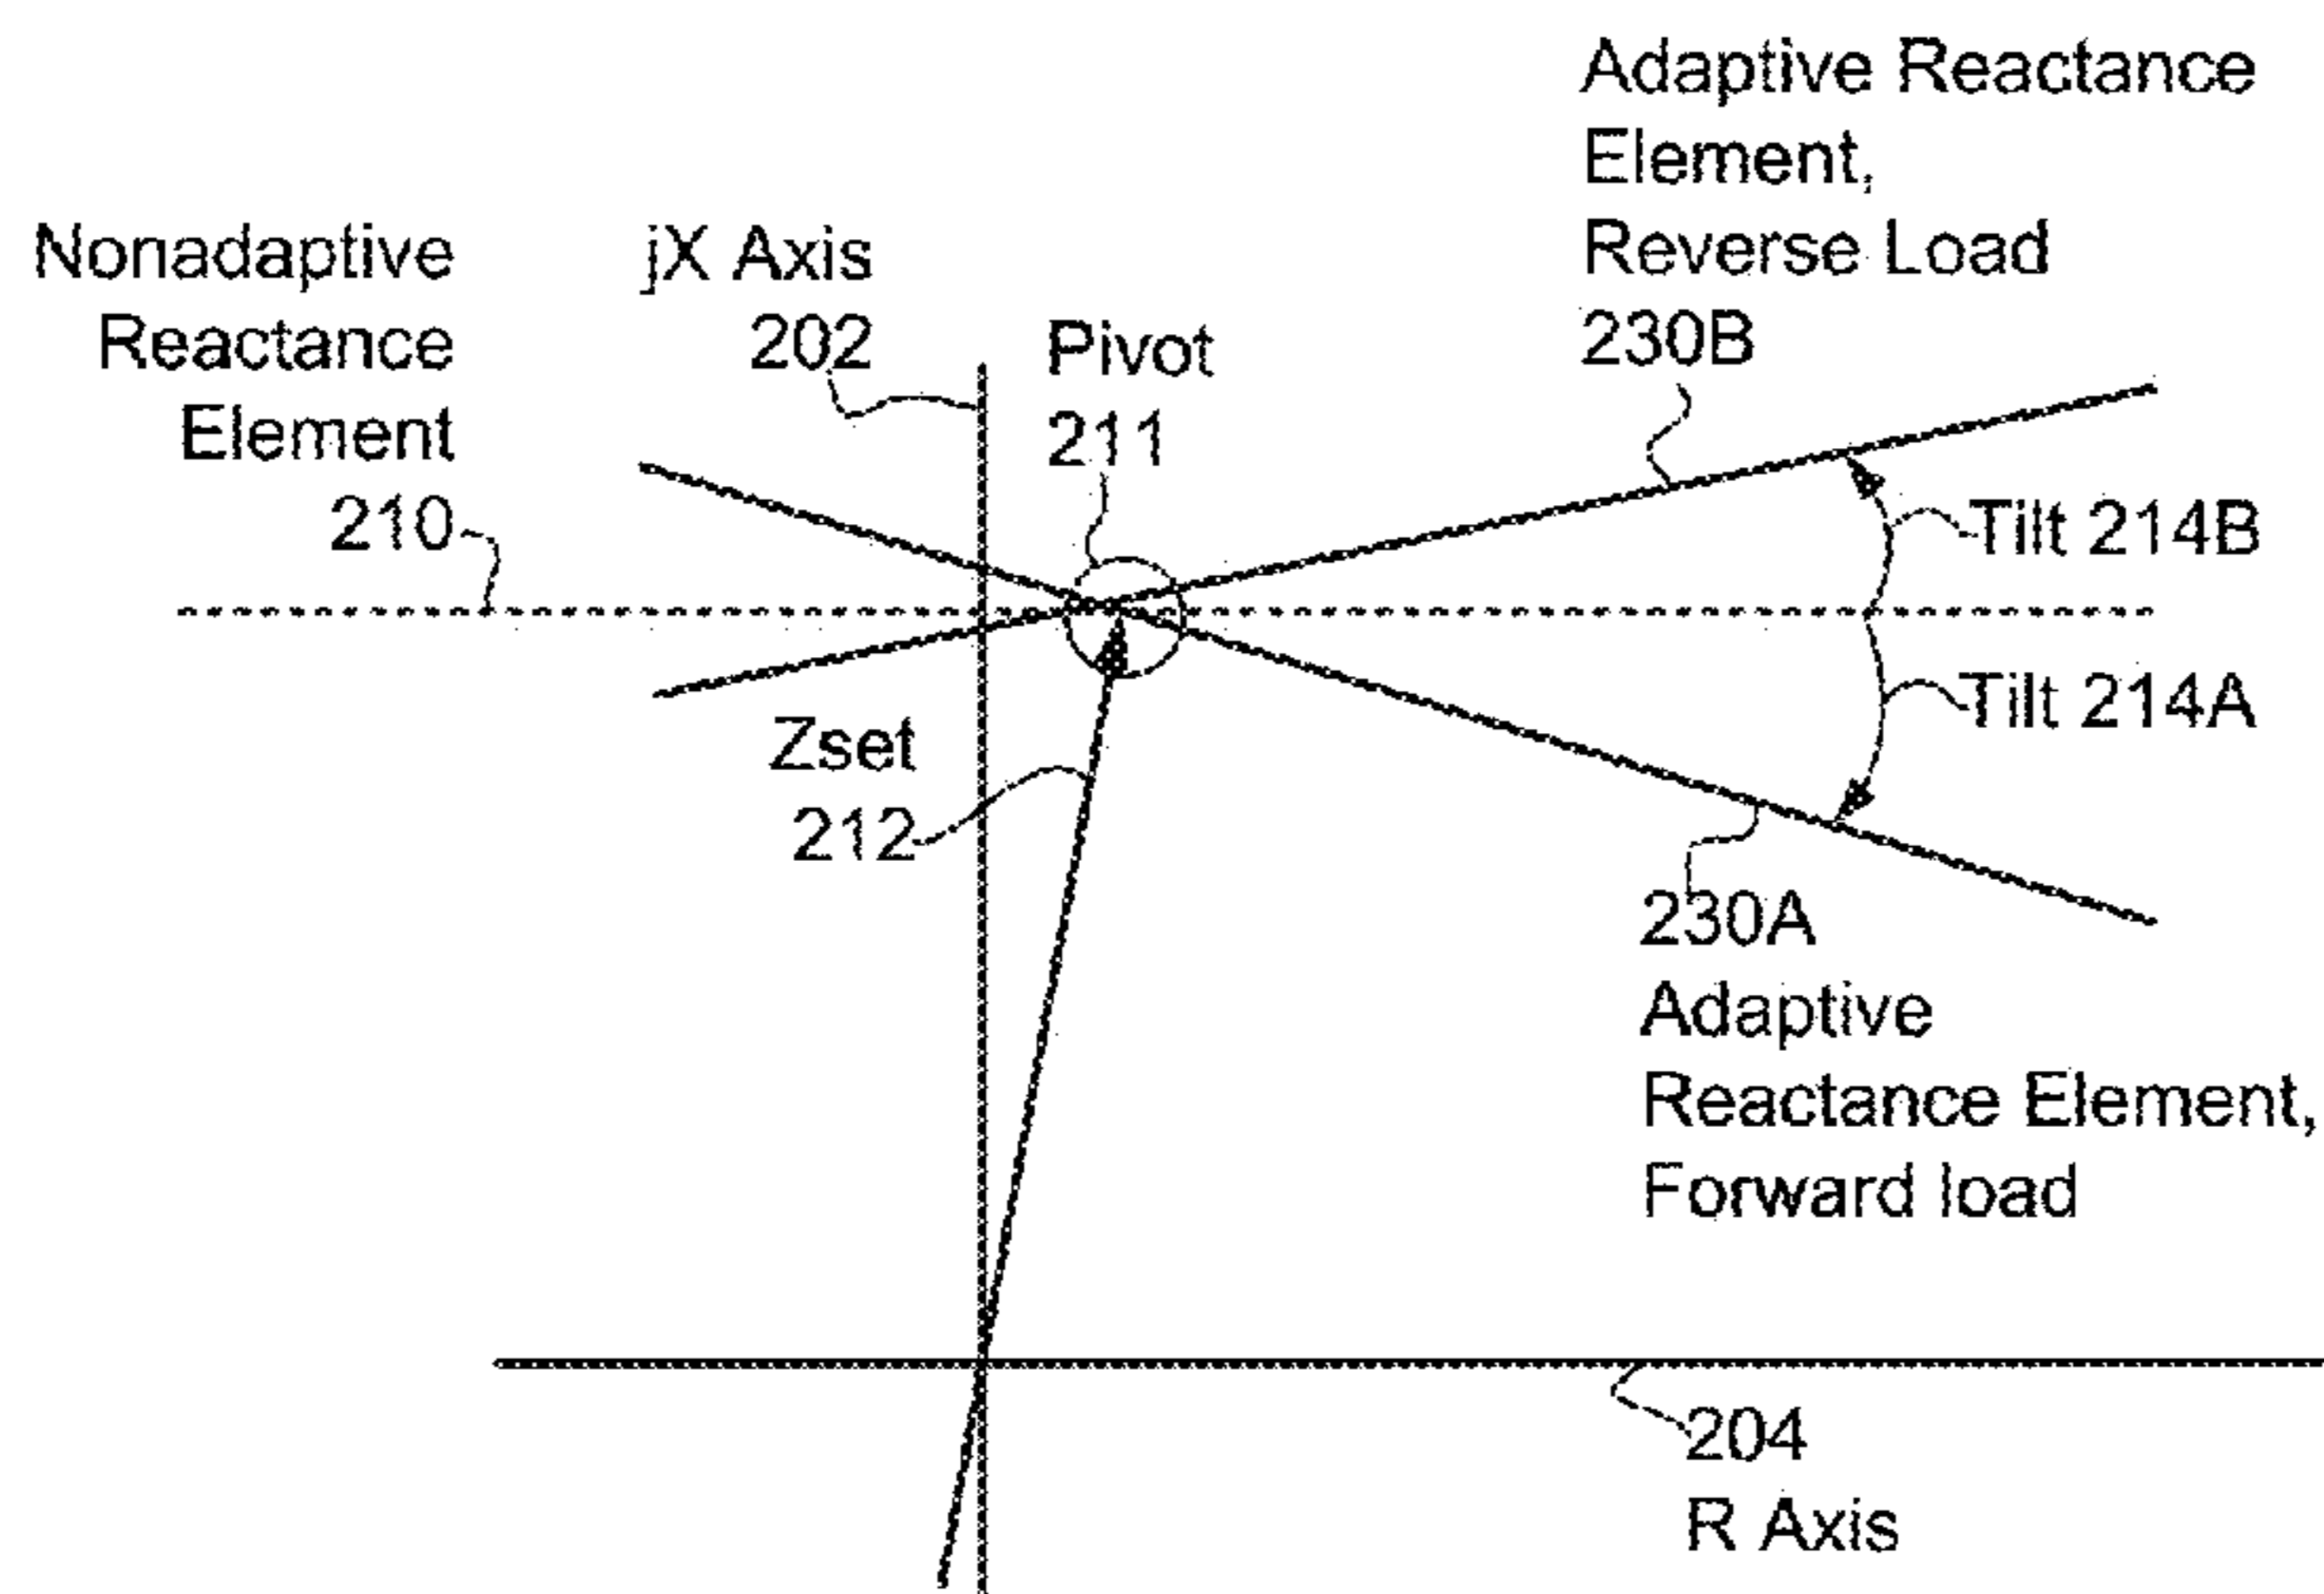 Adaptive Reactance
Element,
Reverse Load
230B
Nonadaptive
Reactance
Element
210
jX Axis
202
Pivot
211
Tilt 214B
Tilt 214A
Zset
212
230A
Adaptive
Reactance Element,
Forward load
204
R Axis